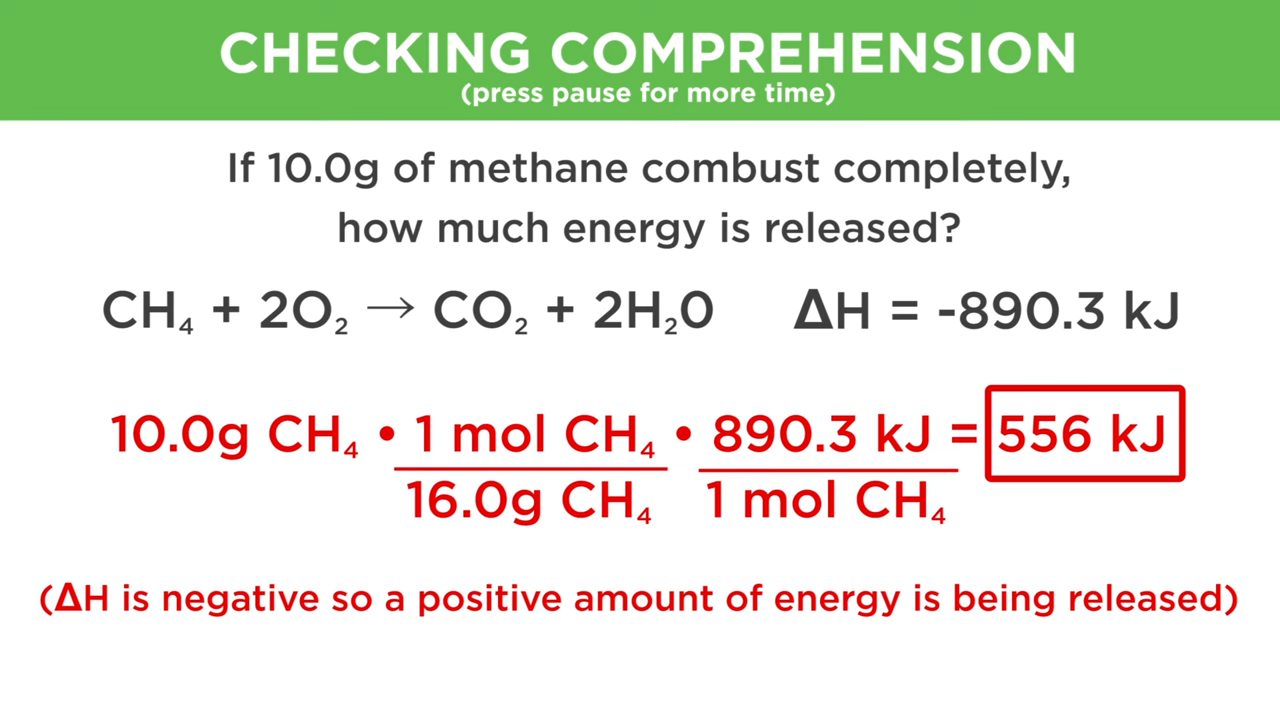 CHECKING COMPREHENSION
(press pause for more time)
If 10.0g of methane combust completely,
how much energy is released?
CH₄ + 2O₂ → CO₂ + 2H₂0 ΔH = -890.3 kJ
10.0g CH₄ • 1 mol CH₄ • 890.3 kJ = 556 kJ
16.0g CH₄ 1 mol CH₄
(ΔH is negative so a positive amount of energy is being released)